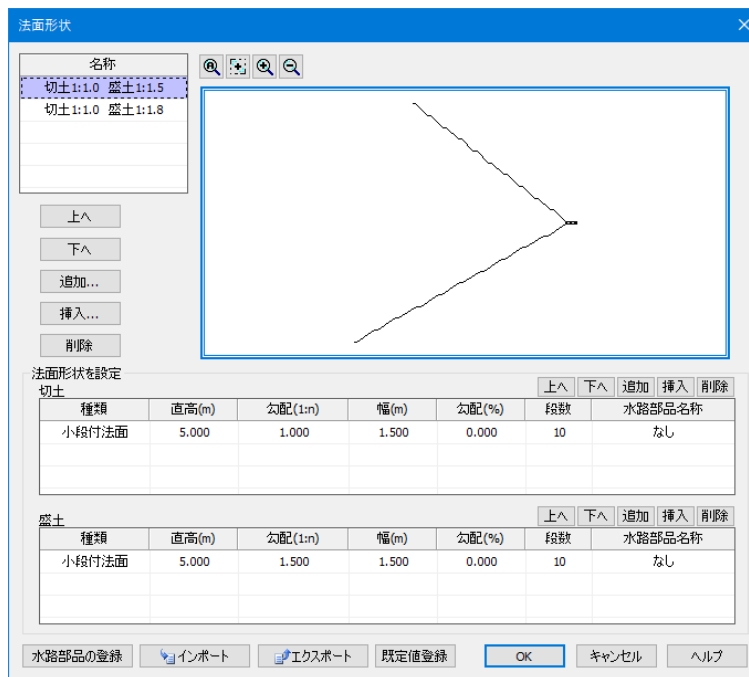 法面形状
名称
切土1:1.0 盛土1:1.5
切土1:1.0 盛土1:1.8
上へ
下へ
追加...
挿入...
削除
法面形状を設定
切土
上へ 下へ 追加 挿入 削除
種類 直高(m) 勾配(1:n) 幅(m) 勾配(%) 段数 水路部品名称
小段付法面 5.000 1.000 1.500 0.000 10 なし
盛土
上へ 下へ 追加 挿入 削除
種類 直高(m) 勾配(1:n) 幅(m) 勾配(%) 段数 水路部品名称
小段付法面 5.000 1.500 1.500 0.000 10 なし
水路部品の登録 インポート エクスポート 既定値登録 OK キャンセル ヘルプ